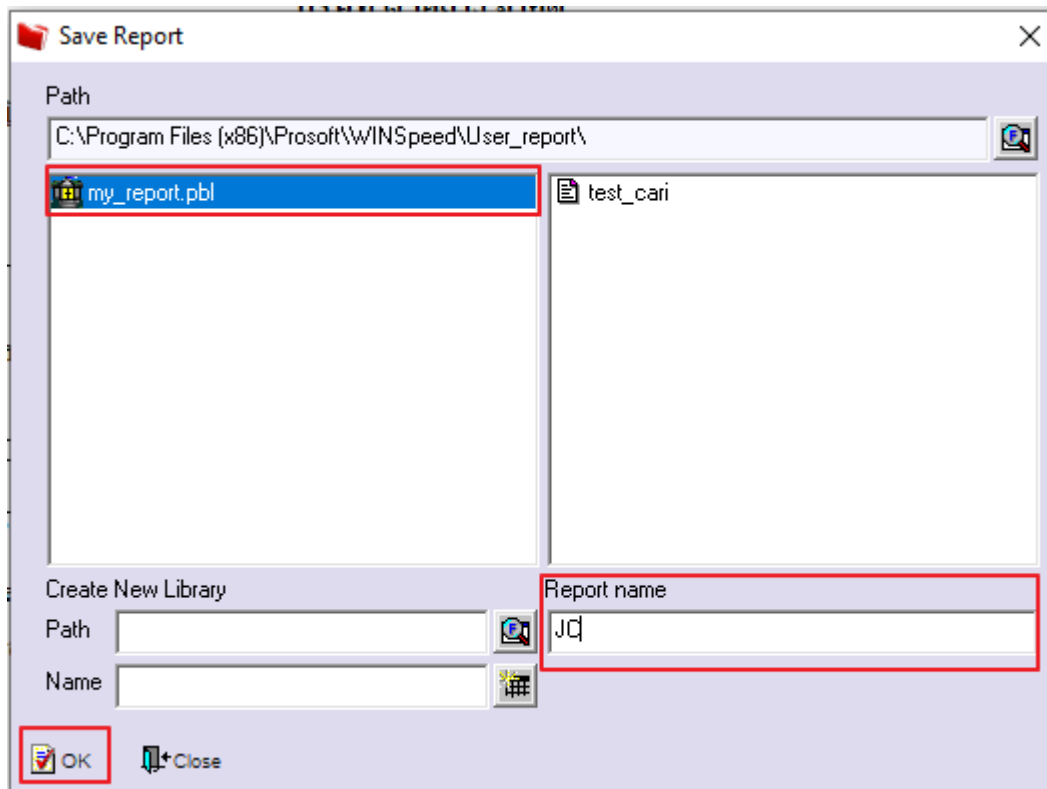 Save Report
Path
C:\Program Files (x86)\Prosoft\WINSpeed\User_report\
my_report.pbl
test_cari
Create New Library
Report name
Path
JC
Name
OK
Close